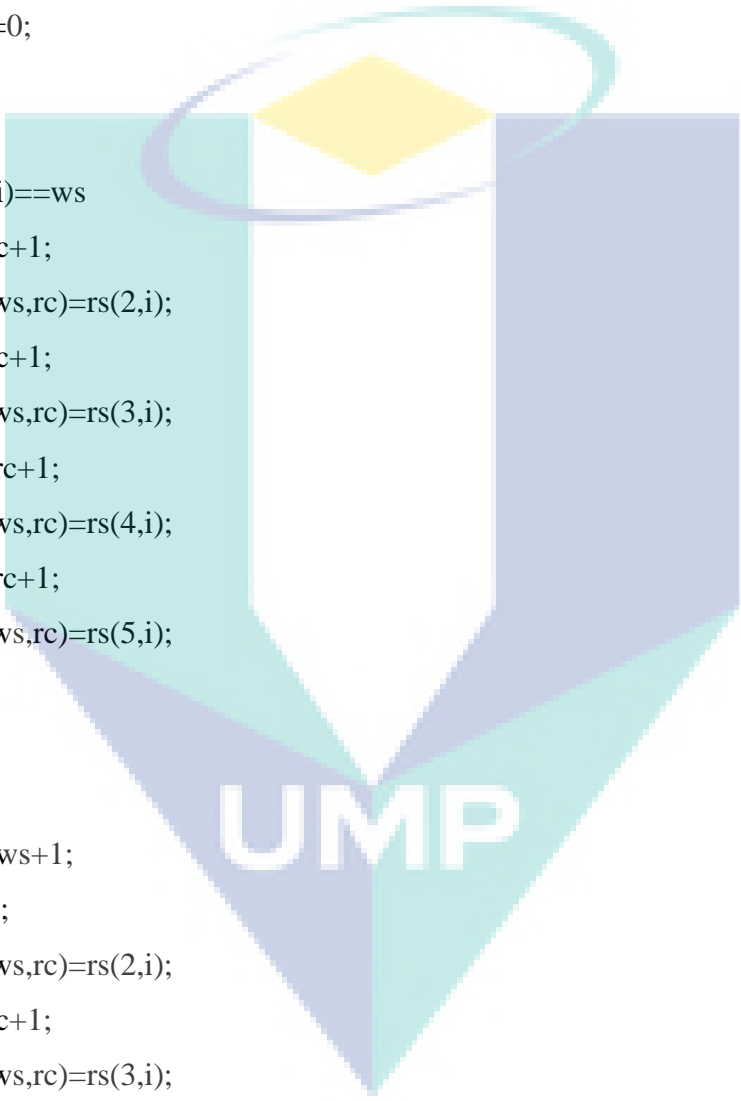 =0;
i)==ws
c+1;
ws,rc)=rs(2,i);
c+1;
ws,rc)=rs(3,i);
rc+1;
ws,rc)=rs(4,i);
rc+1;
ws,rc)=rs(5,i);
UMP
ws+1;
;
ws,rc)=rs(2,i);
c+1;
ws,rc)=rs(3,i);